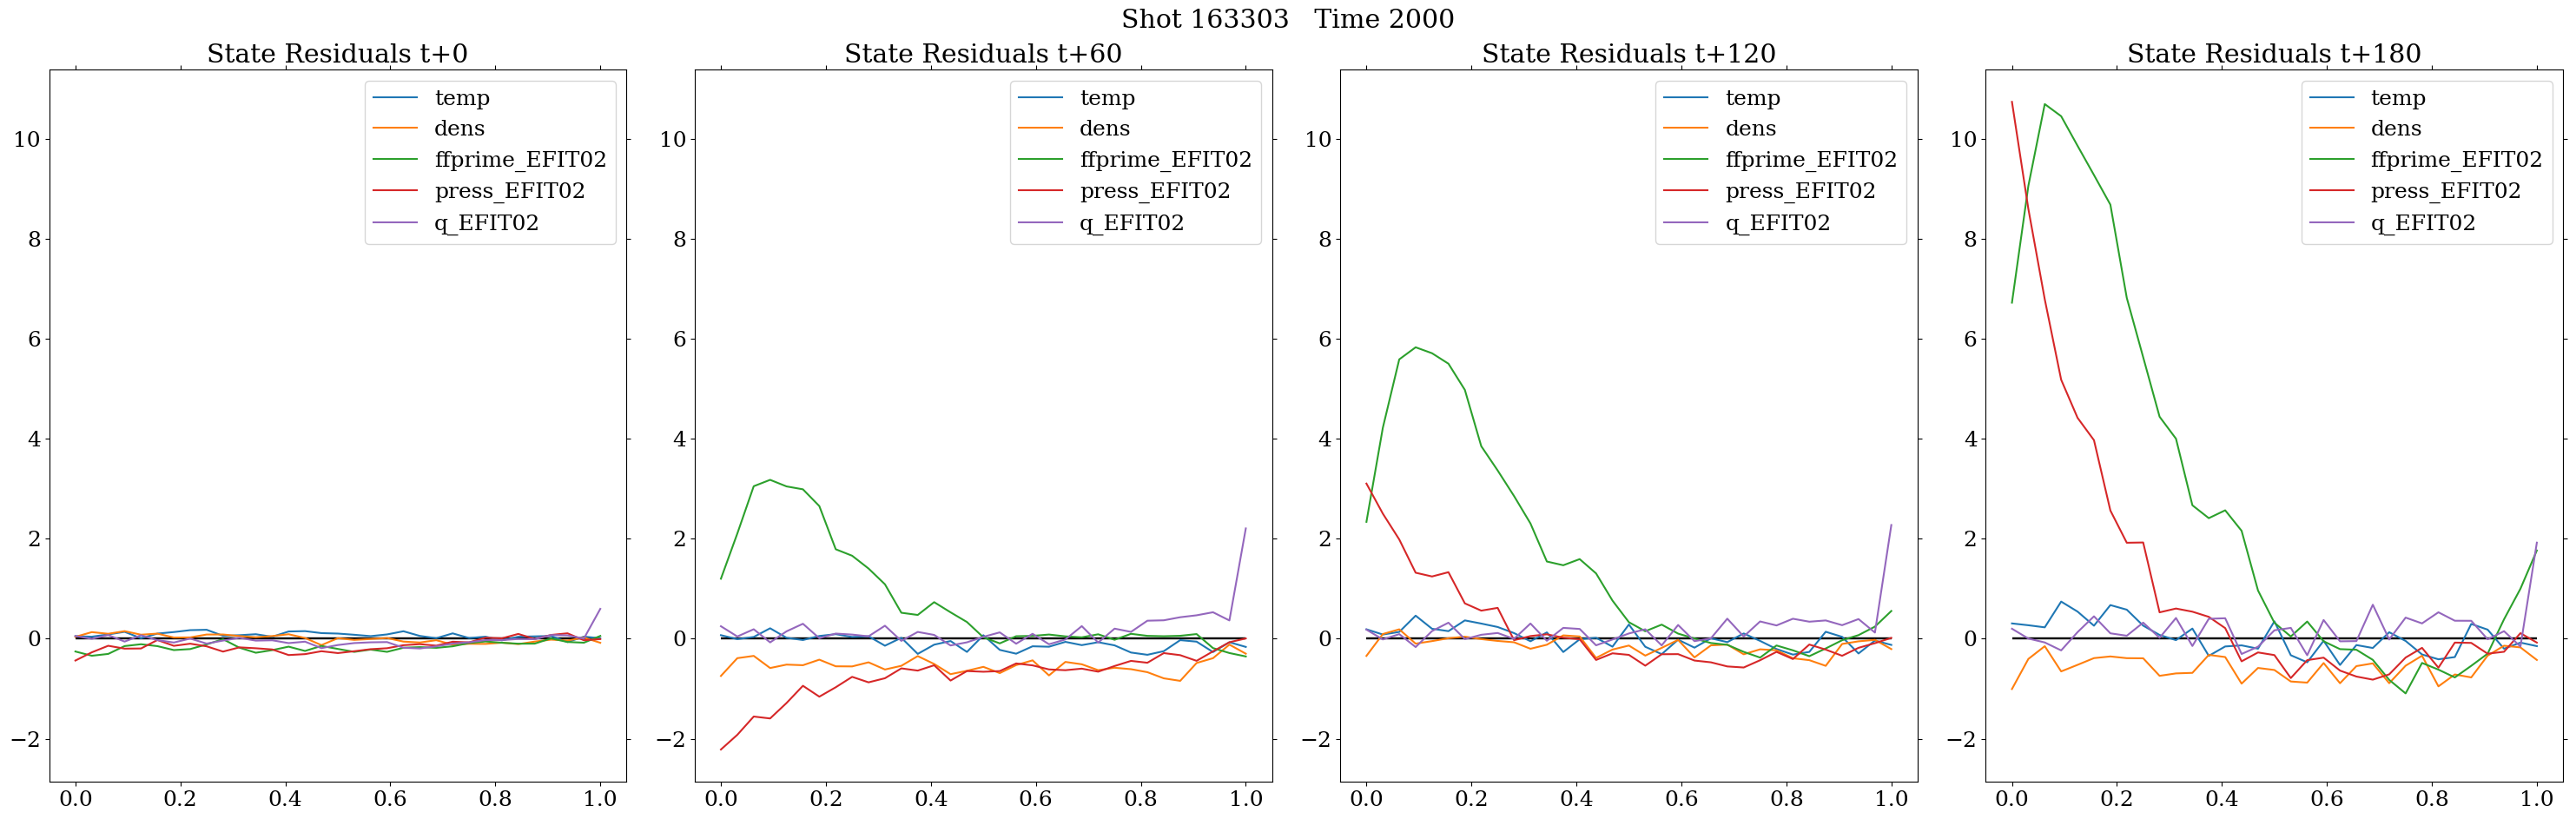 Shot 163303   Time 2000
State Residuals t+0
temp
dens
ffprime_EFIT02
press_EFIT02
q_EFIT02
10
8
6
4
2
0
−2
0.0 0.2 0.4 0.6 0.8 1.0
State Residuals t+60
temp
dens
ffprime_EFIT02
press_EFIT02
q_EFIT02
10
8
6
4
2
0
−2
0.0 0.2 0.4 0.6 0.8 1.0
State Residuals t+120
temp
dens
ffprime_EFIT02
press_EFIT02
q_EFIT02
10
8
6
4
2
0
−2
0.0 0.2 0.4 0.6 0.8 1.0
State Residuals t+180
temp
dens
ffprime_EFIT02
press_EFIT02
q_EFIT02
10
8
6
4
2
0
−2
0.0 0.2 0.4 0.6 0.8 1.0